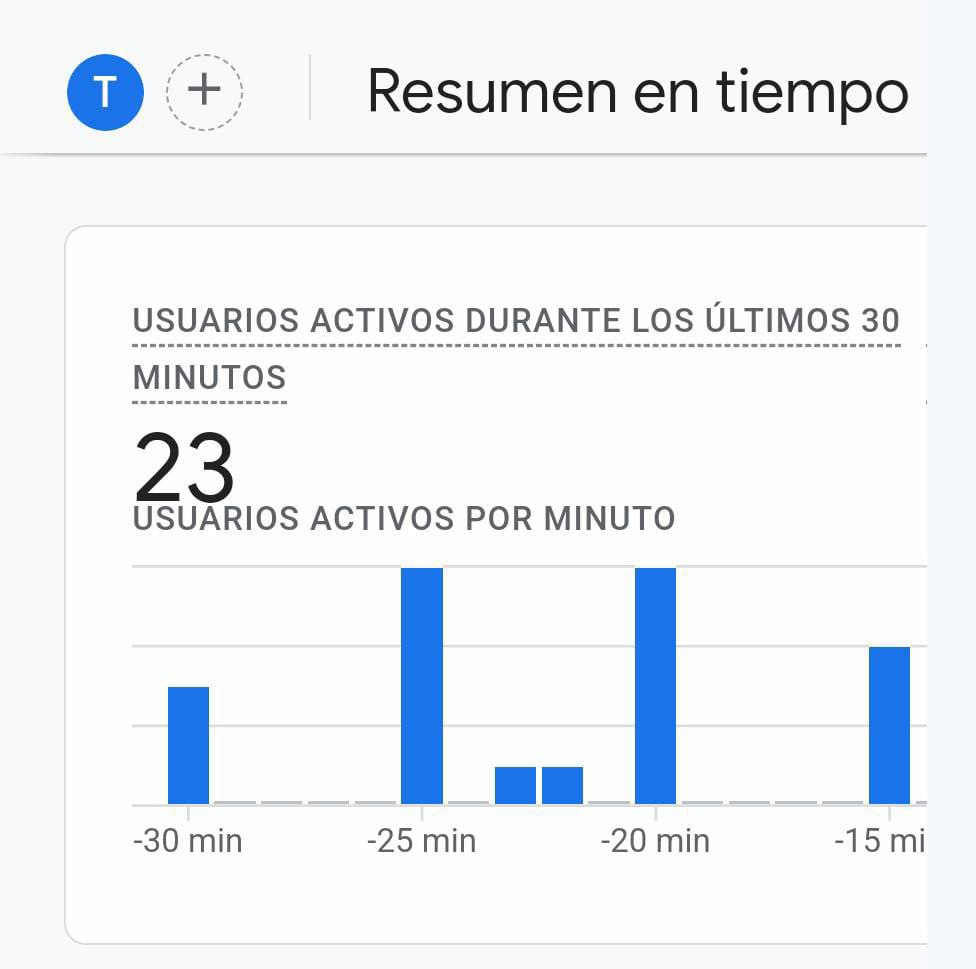 T
+
Resumen en tiempo
USUARIOS ACTIVOS DURANTE LOS ÚLTIMOS 30
MINUTOS
23
USUARIOS ACTIVOS POR MINUTO
-30 min
-25 min
-20 min
-15 mi